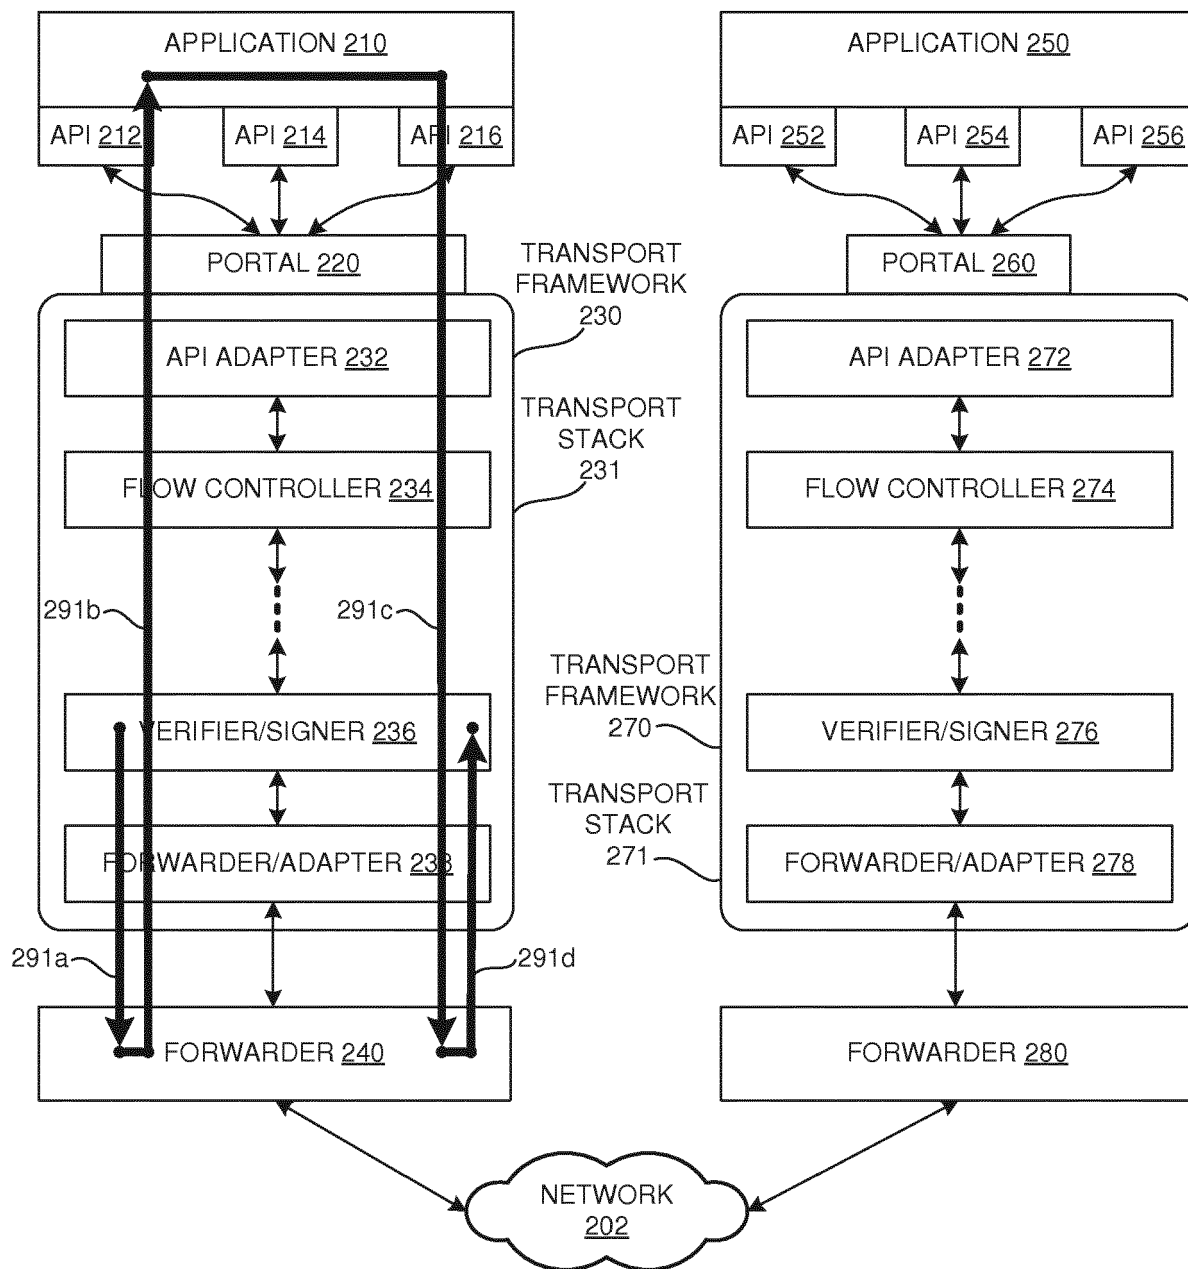 APPLICATION 210
APPLICATION 250
API 212
API 214
API 216
API 252
API 254
API 256
PORTAL 220
TRANSPORT
FRAMEWORK
230
PORTAL 260
API ADAPTER 232
API ADAPTER 272
TRANSPORT
STACK
231
FLOW CONTROLLER 234
FLOW CONTROLLER 274
291b
291c
TRANSPORT
FRAMEWORK
270
VERIFIER/SIGNER 236
VERIFIER/SIGNER 276
TRANSPORT
STACK
271
FORWARDER/ADAPTER 238
FORWARDER/ADAPTER 278
291a
291d
FORWARDER 240
FORWARDER 280
NETWORK
202